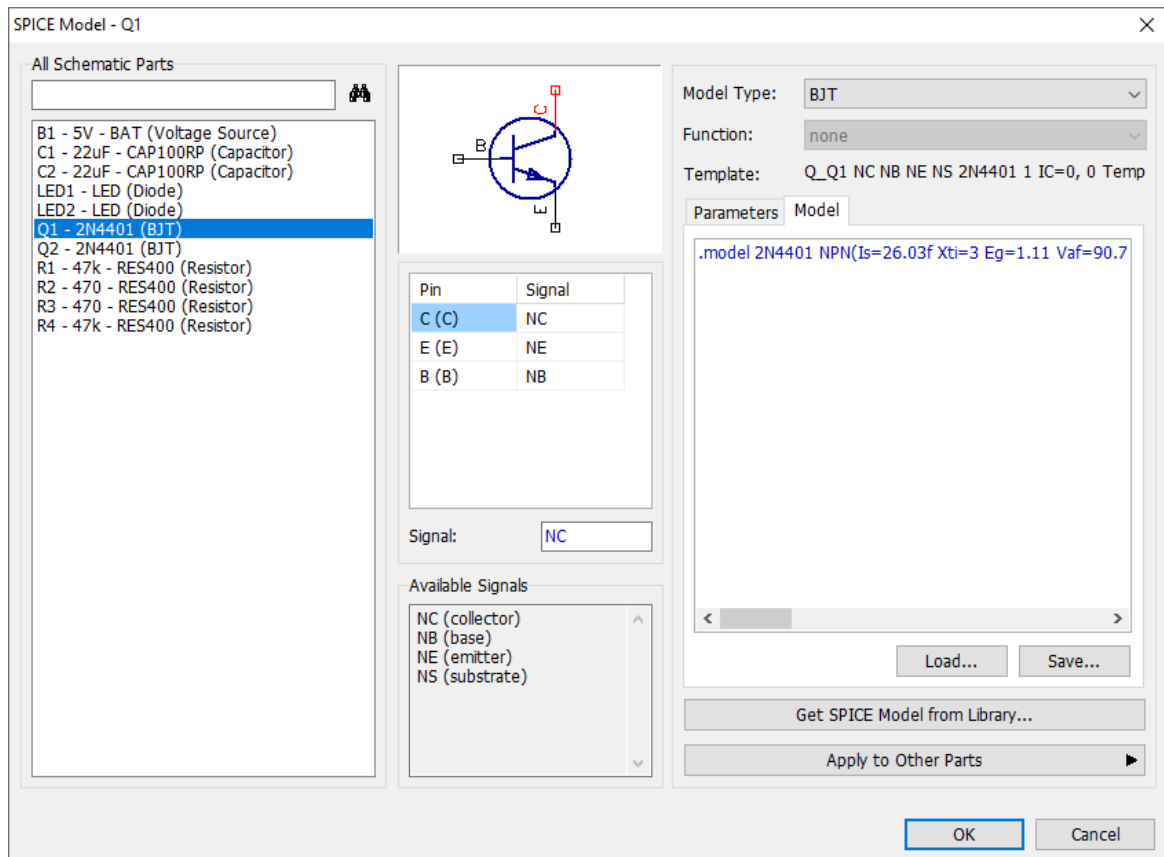 SPICE Model - Q1
All Schematic Parts
B1 - 5V - BAT (Voltage Source)
C1 - 22uF - CAP100RP (Capacitor)
C2 - 22uF - CAP100RP (Capacitor)
LED1 - LED (Diode)
LED2 - LED (Diode)
Q1 - 2N4401 (BJT)
Q2 - 2N4401 (BJT)
R1 - 47k - RES400 (Resistor)
R2 - 470 - RES400 (Resistor)
R3 - 470 - RES400 (Resistor)
R4 - 47k - RES400 (Resistor)
C
B
E
Pin Signal
C (C) NC
E (E) NE
B (B) NB
Signal: NC
Available Signals
NC (collector)
NB (base)
NE (emitter)
NS (substrate)
Model Type: BJT
Function: none
Template: Q_Q1 NC NB NE NS 2N4401 1 IC=0, 0 Temp
Parameters Model
.model 2N4401 NPN(Is=26.03f Xti=3 Eg=1.11 Vaf=90.7
Load... Save...
Get SPICE Model from Library...
Apply to Other Parts
OK Cancel